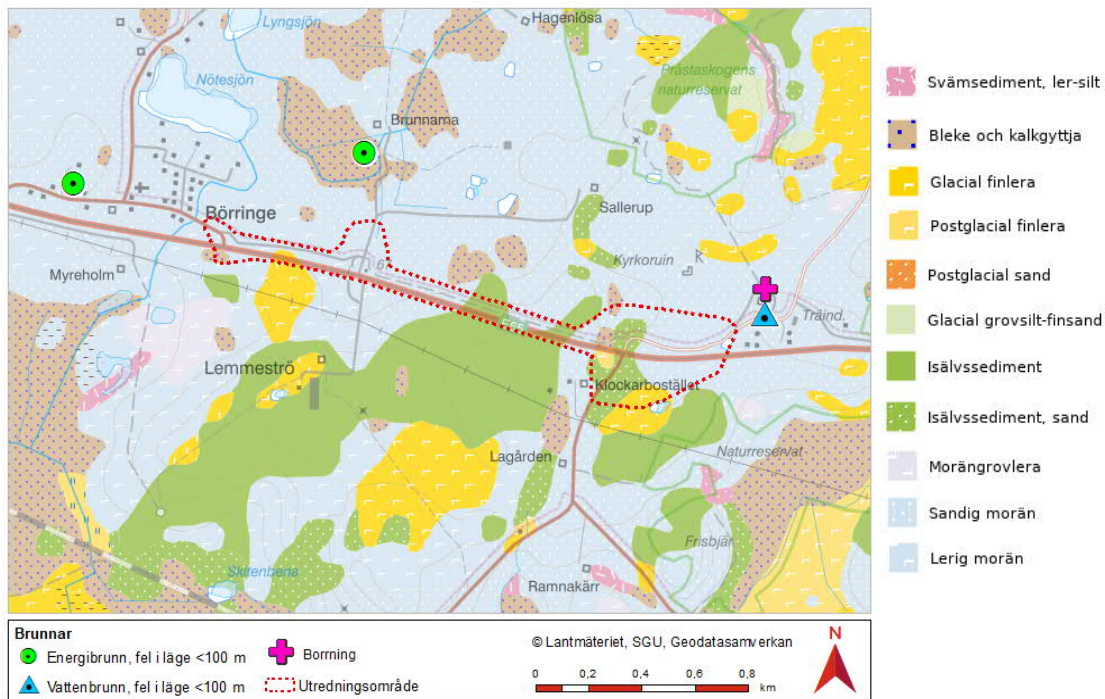 Lyngsjön
Hagenlösa
Nötesjön
Prästaskogens
naturreservat
Brunnarna
Börringe
Sallerup
Kyrkoruin
Myreholm
Träind.
Lemmeströ
Klockarbostället
Lagården
Naturreservat
Frisbjär
Skitenbena
Ramnakärr
Svämsediment, ler-silt
Bleke och kalkgyttja
Glacial finlera
Postglacial finlera
Postglacial sand
Glacial grovsilt-finsand
Isälvssediment
Isälvssediment, sand
Morängrovlera
Sandig morän
Lerig morän
Brunnar
Energibrunn, fel i läge <100 m
Vattenbrunn, fel i läge <100 m
Borrning
Utredningsområde
© Lantmäteriet, SGU, Geodatasamverkan
0 0,2 0,4 0,6 0,8
km
N